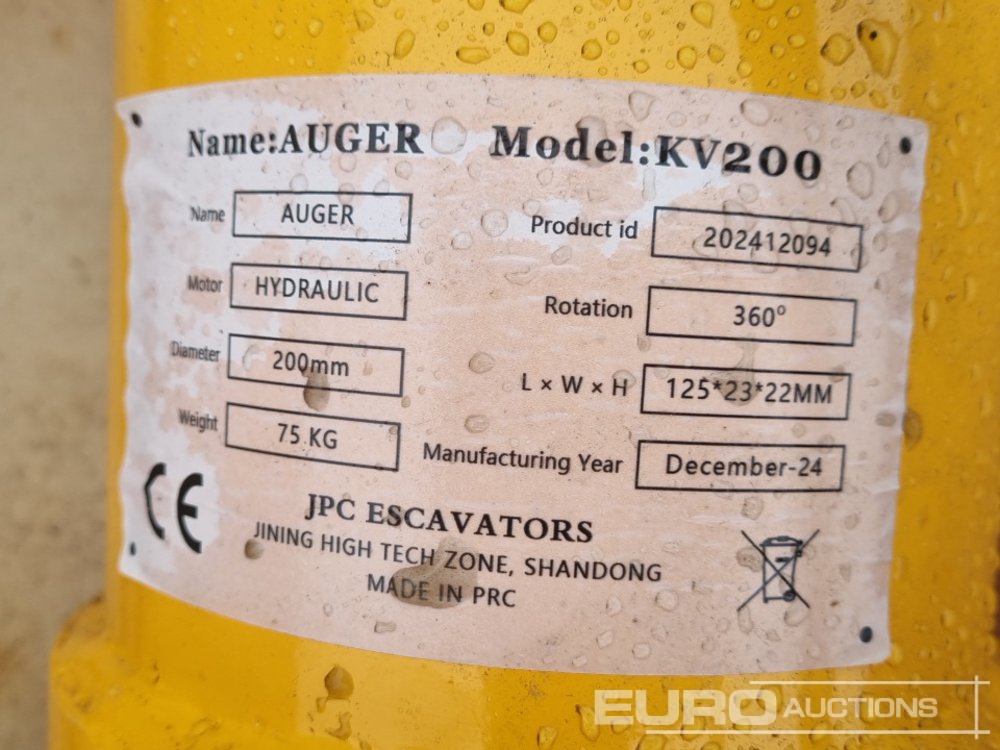 Name:AUGER Model:KV200
Name AUGER Product id 202412094
Motor HYDRAULIC Rotation 360°
Diameter 200mm L × W × H 125*23*22MM
Weight 75 KG Manufacturing Year December-24
CE
JPC ESCAVATORS
JINING HIGH TECH ZONE, SHANDONG
MADE IN PRC
EURO AUCTIONS